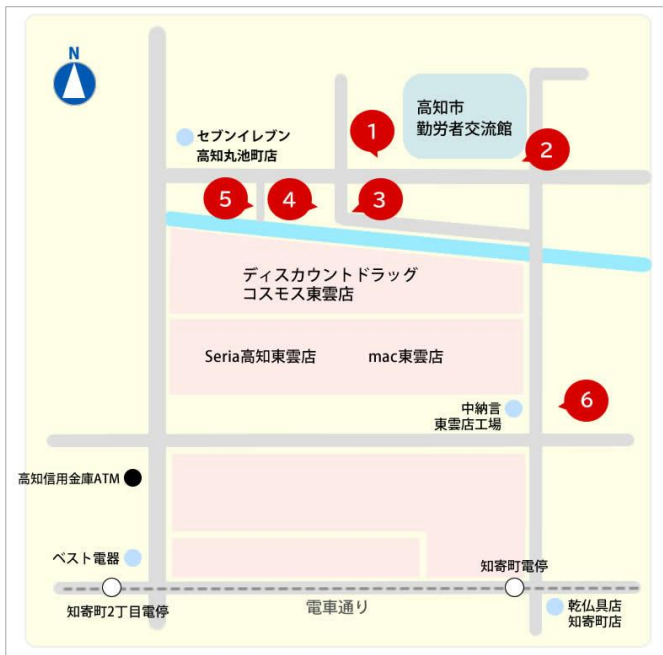 N
高知市
勤労者交流館
1
セブンイレブン
高知丸池町店
2
5
4
3
ディスカウントドラッグ
コスモス東雲店
Seria高知東雲店
mac東雲店
6
中納言
東雲店工場
高知信用金庫ATM
ベスト電器
知寄町電停
知寄町2丁目電停
電車通り
乾仏具店
知寄町店